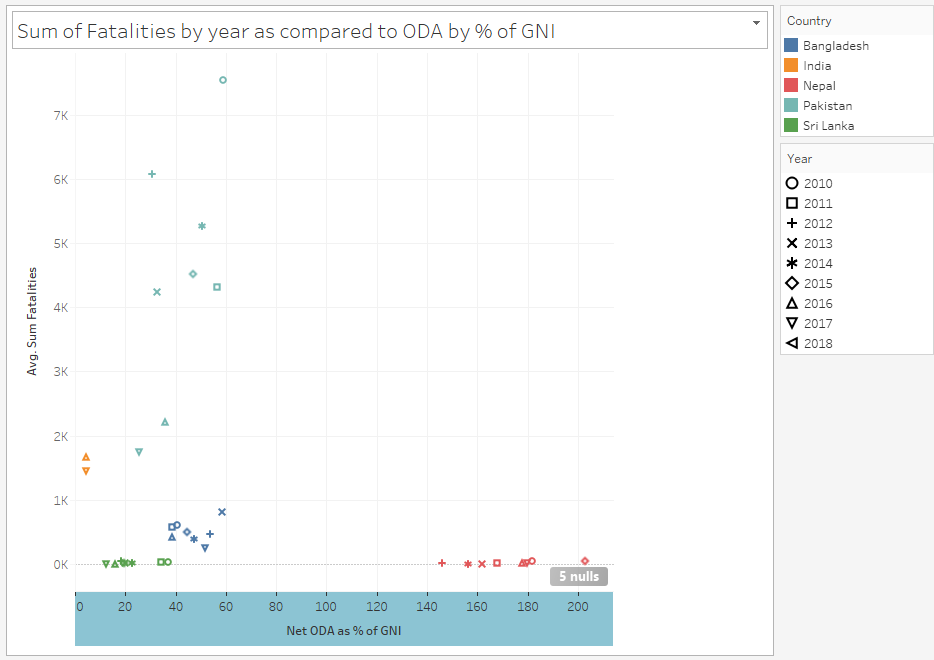 Sum of Fatalities by year as compared to ODA by % of GNI
Country
Bangladesh
India
Nepal
Pakistan
Sri Lanka
Year
2010
2011
2012
2013
2014
2015
2016
2017
2018
Avg. Sum Fatalities
7K
6K
5K
4K
3K
2K
1K
0K
5 nulls
0 20 40 60 80 100 120 140 160 180 200
Net ODA as % of GNI